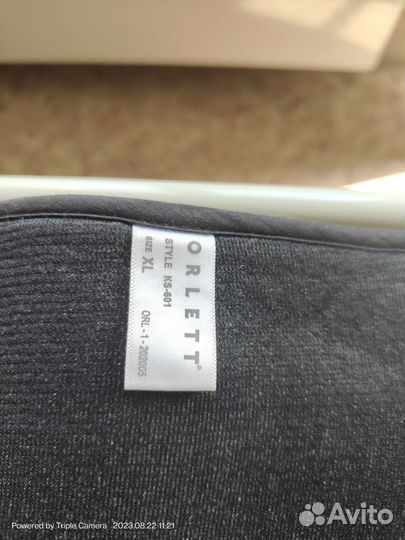 ORLETT®
STYLE KS-601
SIZE XL ORL-1-202005
Powered by Triple Camera 2023.08.22 11:21
Avito